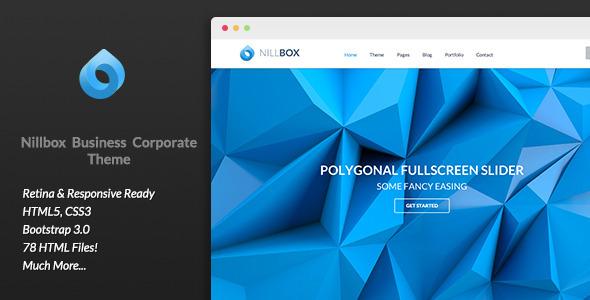 Nillbox Business Corporate
Theme
Retina & Responsive Ready
HTML5, CSS3
Bootstrap 3.0
78 HTML Files!
Much More...
NILLBOX
Home Theme Pages Blog Portfolio Contact
POLYGONAL FULLSCREEN SLIDER
SOME FANCY EASING
GET STARTED